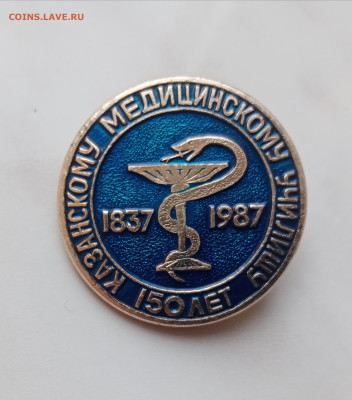 COINS.LAVE.RU
КАЗАНСКОМУ МЕДИЦИНСКОМУ УЧИЛИЩУ
1837 1987
150 ЛЕТ